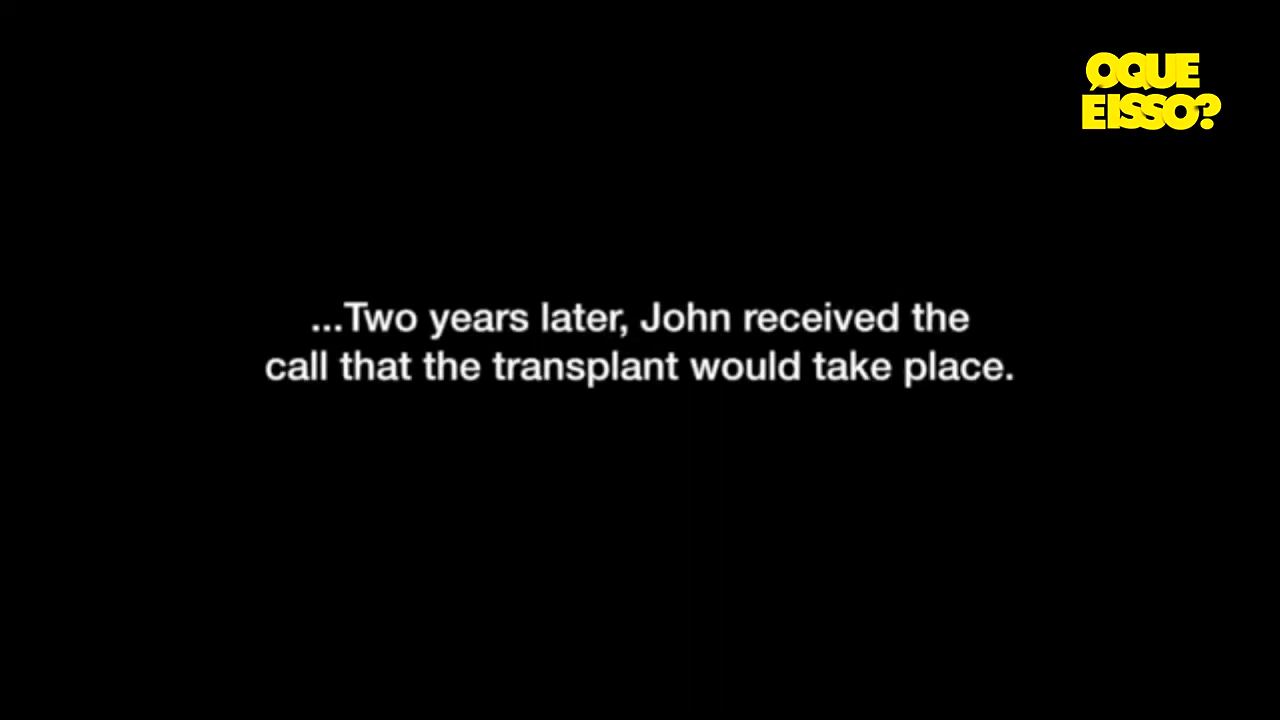 OQUE
EISSO?
...Two years later, John received the
call that the transplant would take place.